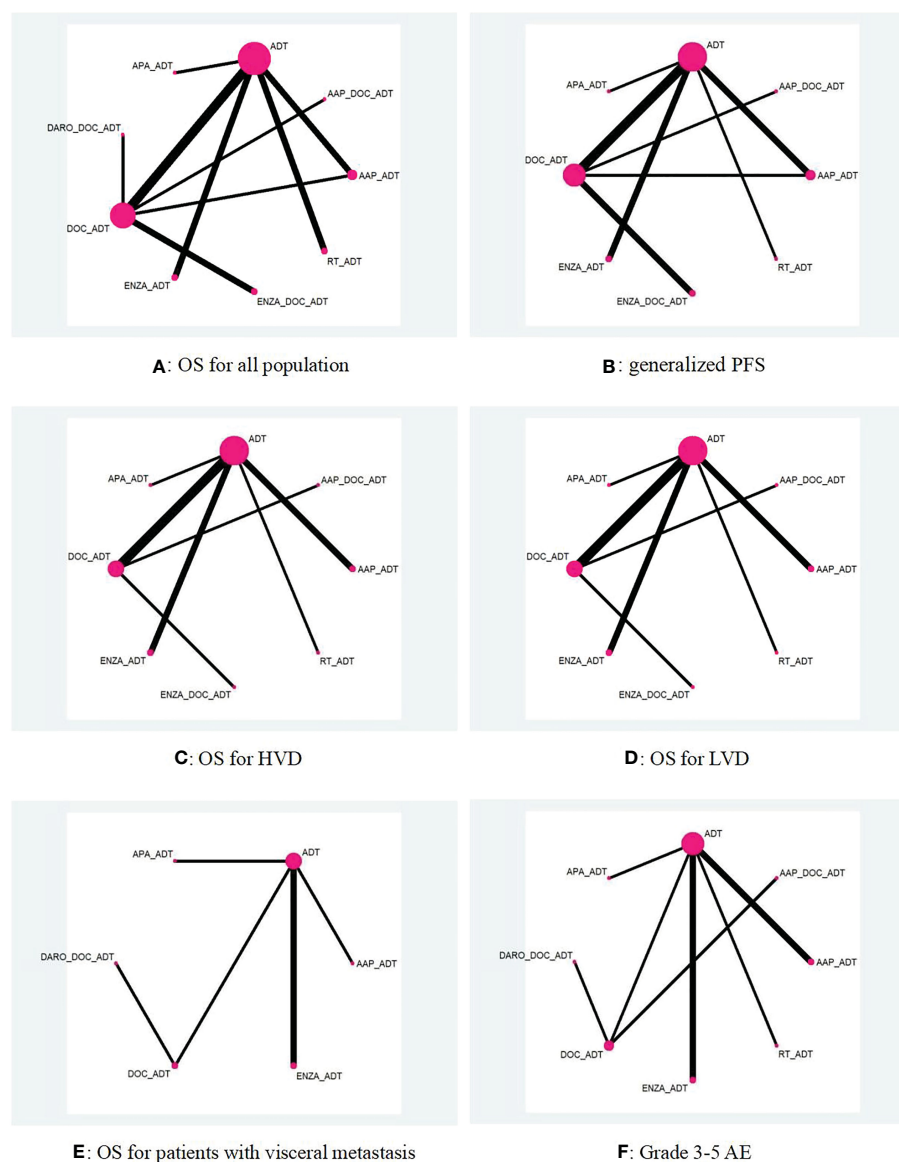 ADT
APA_ADT
AAP_DOC_ADT
DARO_DOC_ADT
AAP_ADT
DOC_ADT
RT_ADT
ENZA_ADT
ENZA_DOC_ADT
A: OS for all population
ADT
APA_ADT
AAP_DOC_ADT
DOC_ADT
AAP_ADT
ENZA_ADT
RT_ADT
ENZA_DOC_ADT
B: generalized PFS
ADT
APA_ADT
AAP_DOC_ADT
DOC_ADT
AAP_ADT
ENZA_ADT
RT_ADT
ENZA_DOC_ADT
C: OS for HVD
ADT
APA_ADT
AAP_DOC_ADT
DOC_ADT
AAP_ADT
ENZA_ADT
RT_ADT
ENZA_DOC_ADT
D: OS for LVD
APA_ADT
ADT
DARO_DOC_ADT
AAP_ADT
DOC_ADT
ENZA_ADT
E: OS for patients with visceral metastasis
ADT
APA_ADT
AAP_DOC_ADT
DARO_DOC_ADT
AAP_ADT
DOC_ADT
RT_ADT
ENZA_ADT
F: Grade 3-5 AE